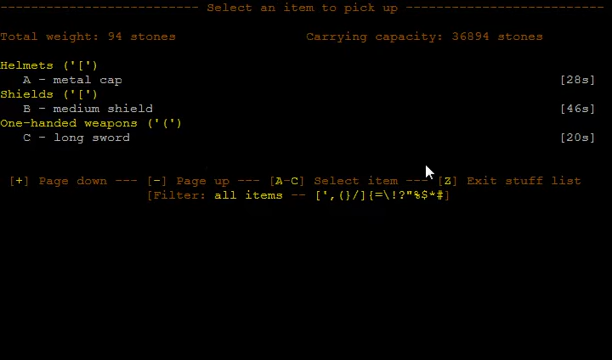 -------------------------- Select an item to pick up --------------------------
Total weight: 94 stones Carrying capacity: 36894 stones
Helmets ('[')
A - metal cap [28s]
Shields ('[')
B - medium shield [46s]
One-handed weapons ('(')
C - long sword [20s]
[+] Page down --- [-] Page up --- [A-C] Select item --- [Z] Exit stuff list
[Filter: all items -- [',(}/]{=\!?"%$*#]